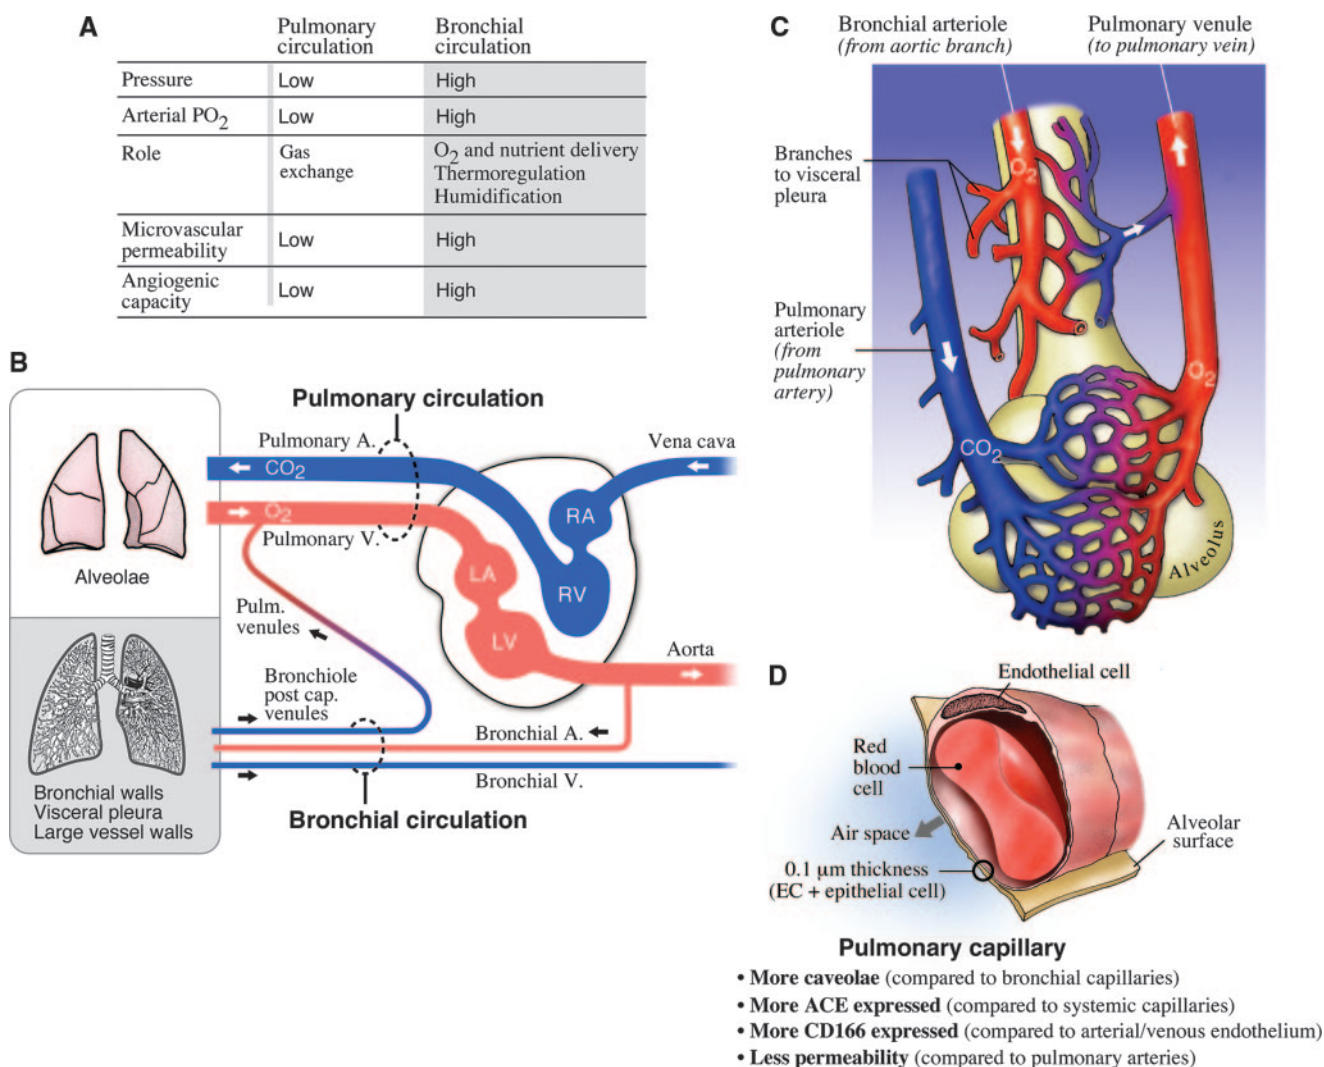 A
Pulmonary circulation
Bronchial circulation
Pressure Low High
Arterial PO2 Low High
Role Gas exchange O2 and nutrient delivery
Thermoregulation
Humidification
Microvascular permeability Low High
Angiogenic capacity Low High
B
Pulmonary circulation
Pulmonary A.
Vena cava
CO2
O2
Pulmonary V.
RA
LA
RV
LV
Alveolae
Pulm.
venules
Aorta
Bronchiole
post cap.
venules
Bronchial A.
Bronchial V.
Bronchial walls
Visceral pleura
Large vessel walls
Bronchial circulation
C
Bronchial arteriole
(from aortic branch)
Pulmonary venule
(to pulmonary vein)
Branches
to visceral
pleura
O2
Pulmonary
arteriole
(from
pulmonary
artery)
O2
CO2
Alveolus
D
Endothelial cell
Red
blood
cell
Air space
Alveolar
surface
0.1 µm thickness
(EC + epithelial cell)
Pulmonary capillary
• More caveolae (compared to bronchial capillaries)
• More ACE expressed (compared to systemic capillaries)
• More CD166 expressed (compared to arterial/venous endothelium)
• Less permeability (compared to pulmonary arteries)